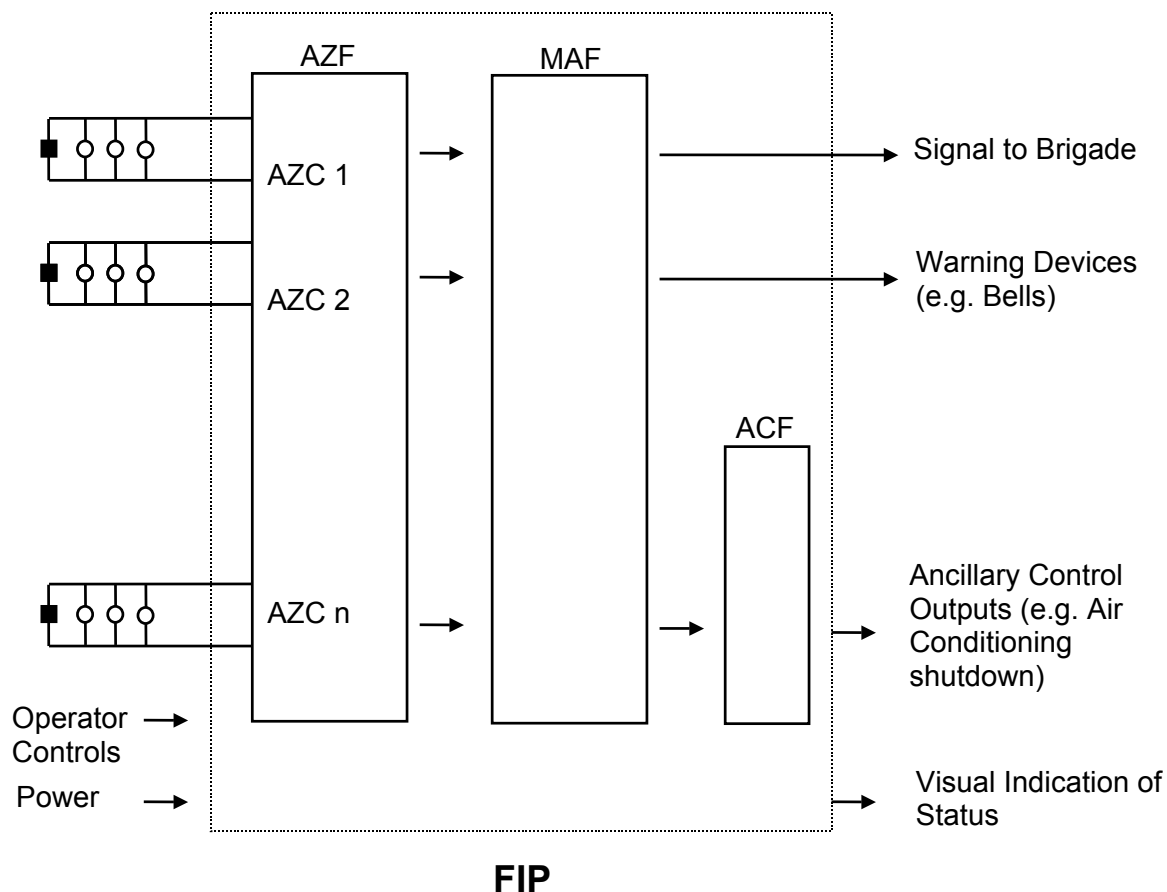 AZF
MAF
AZC 1
Signal to Brigade
AZC 2
Warning Devices
(e.g. Bells)
ACF
AZC n
Ancillary Control
Outputs (e.g. Air
Conditioning
shutdown)
Operator
Controls
Power
Visual Indication of
Status
FIP